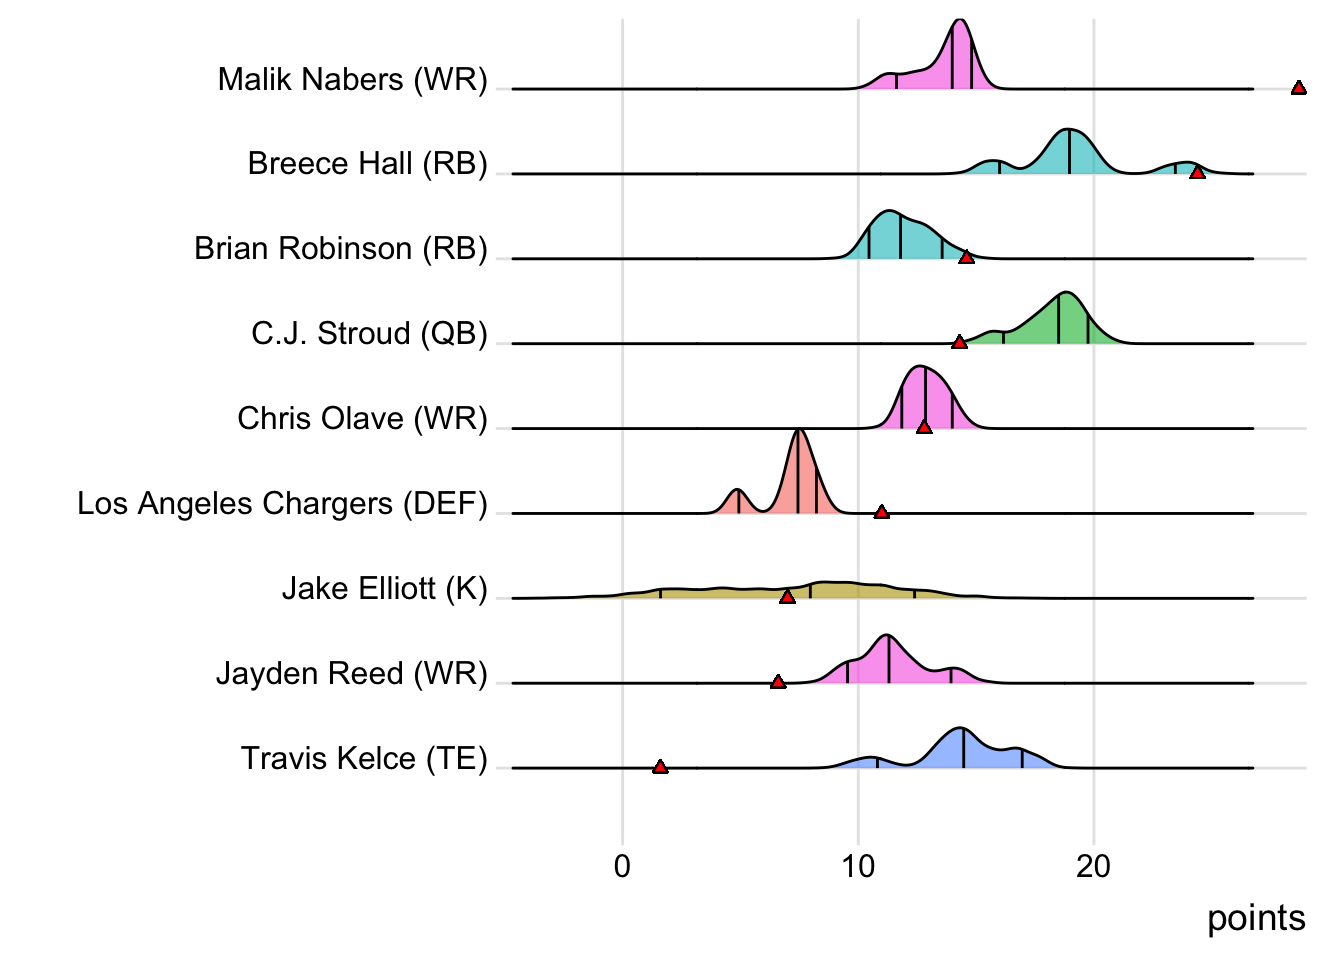 Malik Nabers (WR)
Breece Hall (RB)
Brian Robinson (RB)
C.J. Stroud (QB)
Chris Olave (WR)
Los Angeles Chargers (DEF)
Jake Elliott (K)
Jayden Reed (WR)
Travis Kelce (TE)
0 10 20
points